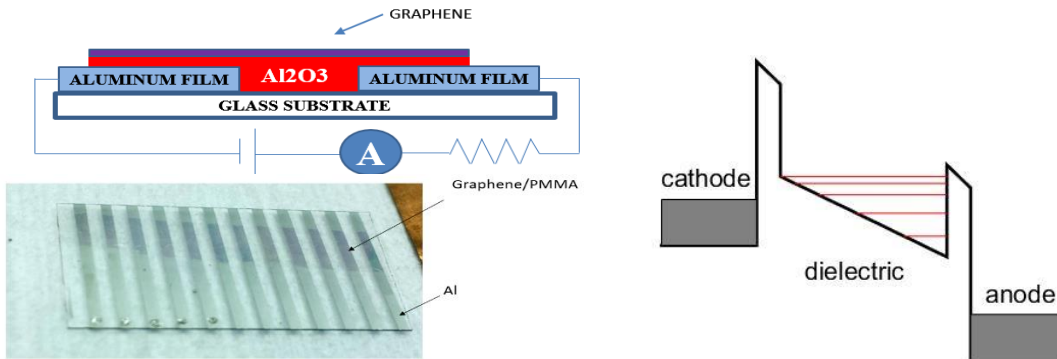 GRAPHENE
ALUMINUM FILM
Al2O3
ALUMINUM FILM
GLASS SUBSTRATE
A
Graphene/PMMA
Al
cathode
dielectric
anode